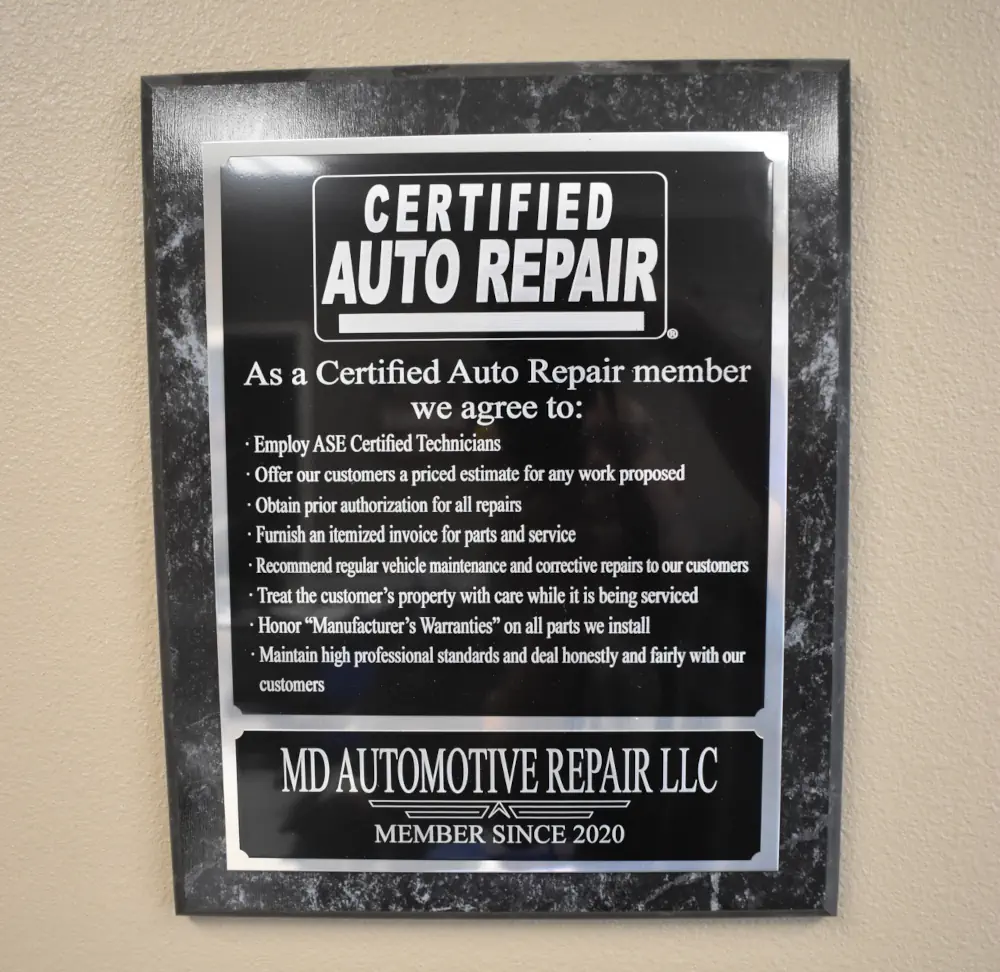 CERTIFIED
AUTO REPAIR
®
As a Certified Auto Repair member
we agree to:
· Employ ASE Certified Technicians
· Offer our customers a priced estimate for any work proposed
· Obtain prior authorization for all repairs
· Furnish an itemized invoice for parts and service
· Recommend regular vehicle maintenance and corrective repairs to our customers
· Treat the customer's property with care while it is being serviced
· Honor “Manufacturer's Warranties” on all parts we install
· Maintain high professional standards and deal honestly and fairly with our
customers
MD AUTOMOTIVE REPAIR LLC
MEMBER SINCE 2020